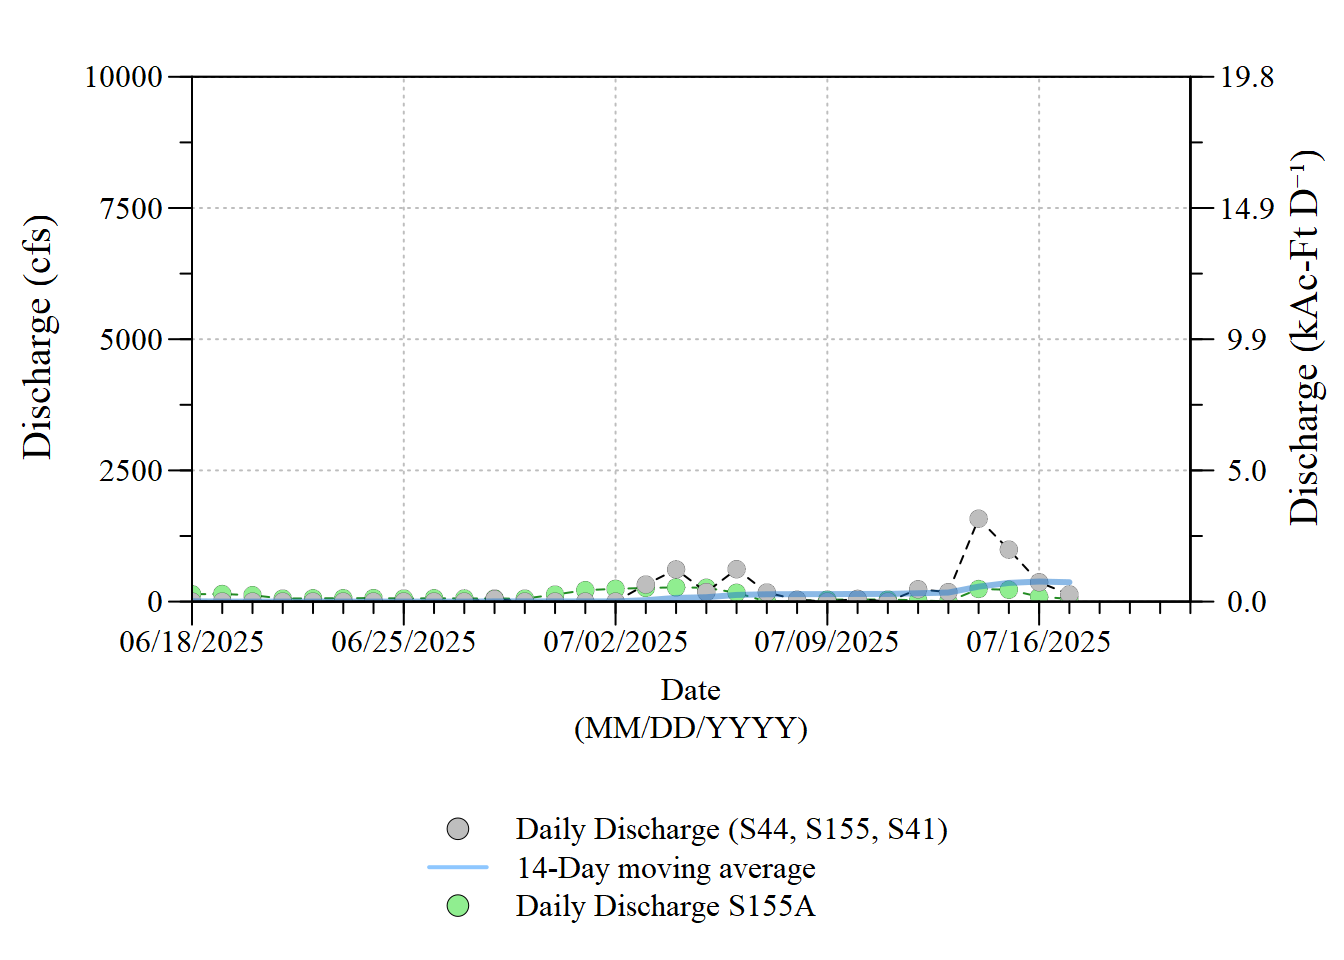 10000
7500
5000
2500
0
Discharge (cfs)
19.8
14.9
9.9
5.0
0.0
Discharge (kAc-Ft D⁻¹)
06/18/2025
06/25/2025
07/02/2025
07/09/2025
07/16/2025
Date
(MM/DD/YYYY)
Daily Discharge (S44, S155, S41)
14-Day moving average
Daily Discharge S155A